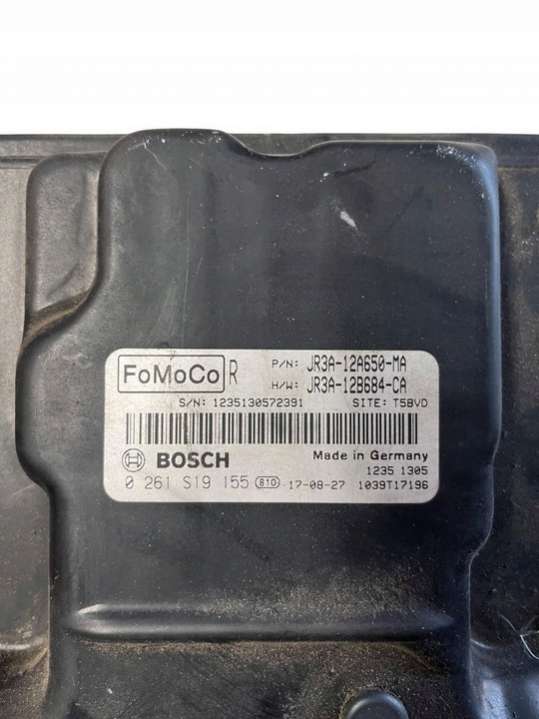 FoMoCo R P/N: JR3A-12A650-MA
H/W: JR3A-12B684-CA
S/N: 1235130572391 SITE: T5BVD
BOSCH Made in Germany
1235 1305
0 261 S19 155 810 17-08-27 1039T17196